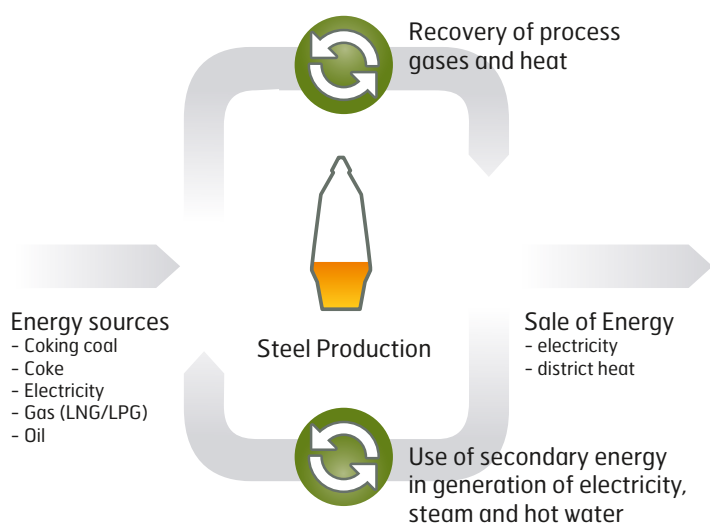 Recovery of process
gases and heat
Energy sources
- Coking coal
- Coke
- Electricity
- Gas (LNG/LPG)
- Oil
Steel Production
Sale of Energy
- electricity
- district heat
Use of secondary energy
in generation of electricity,
steam and hot water